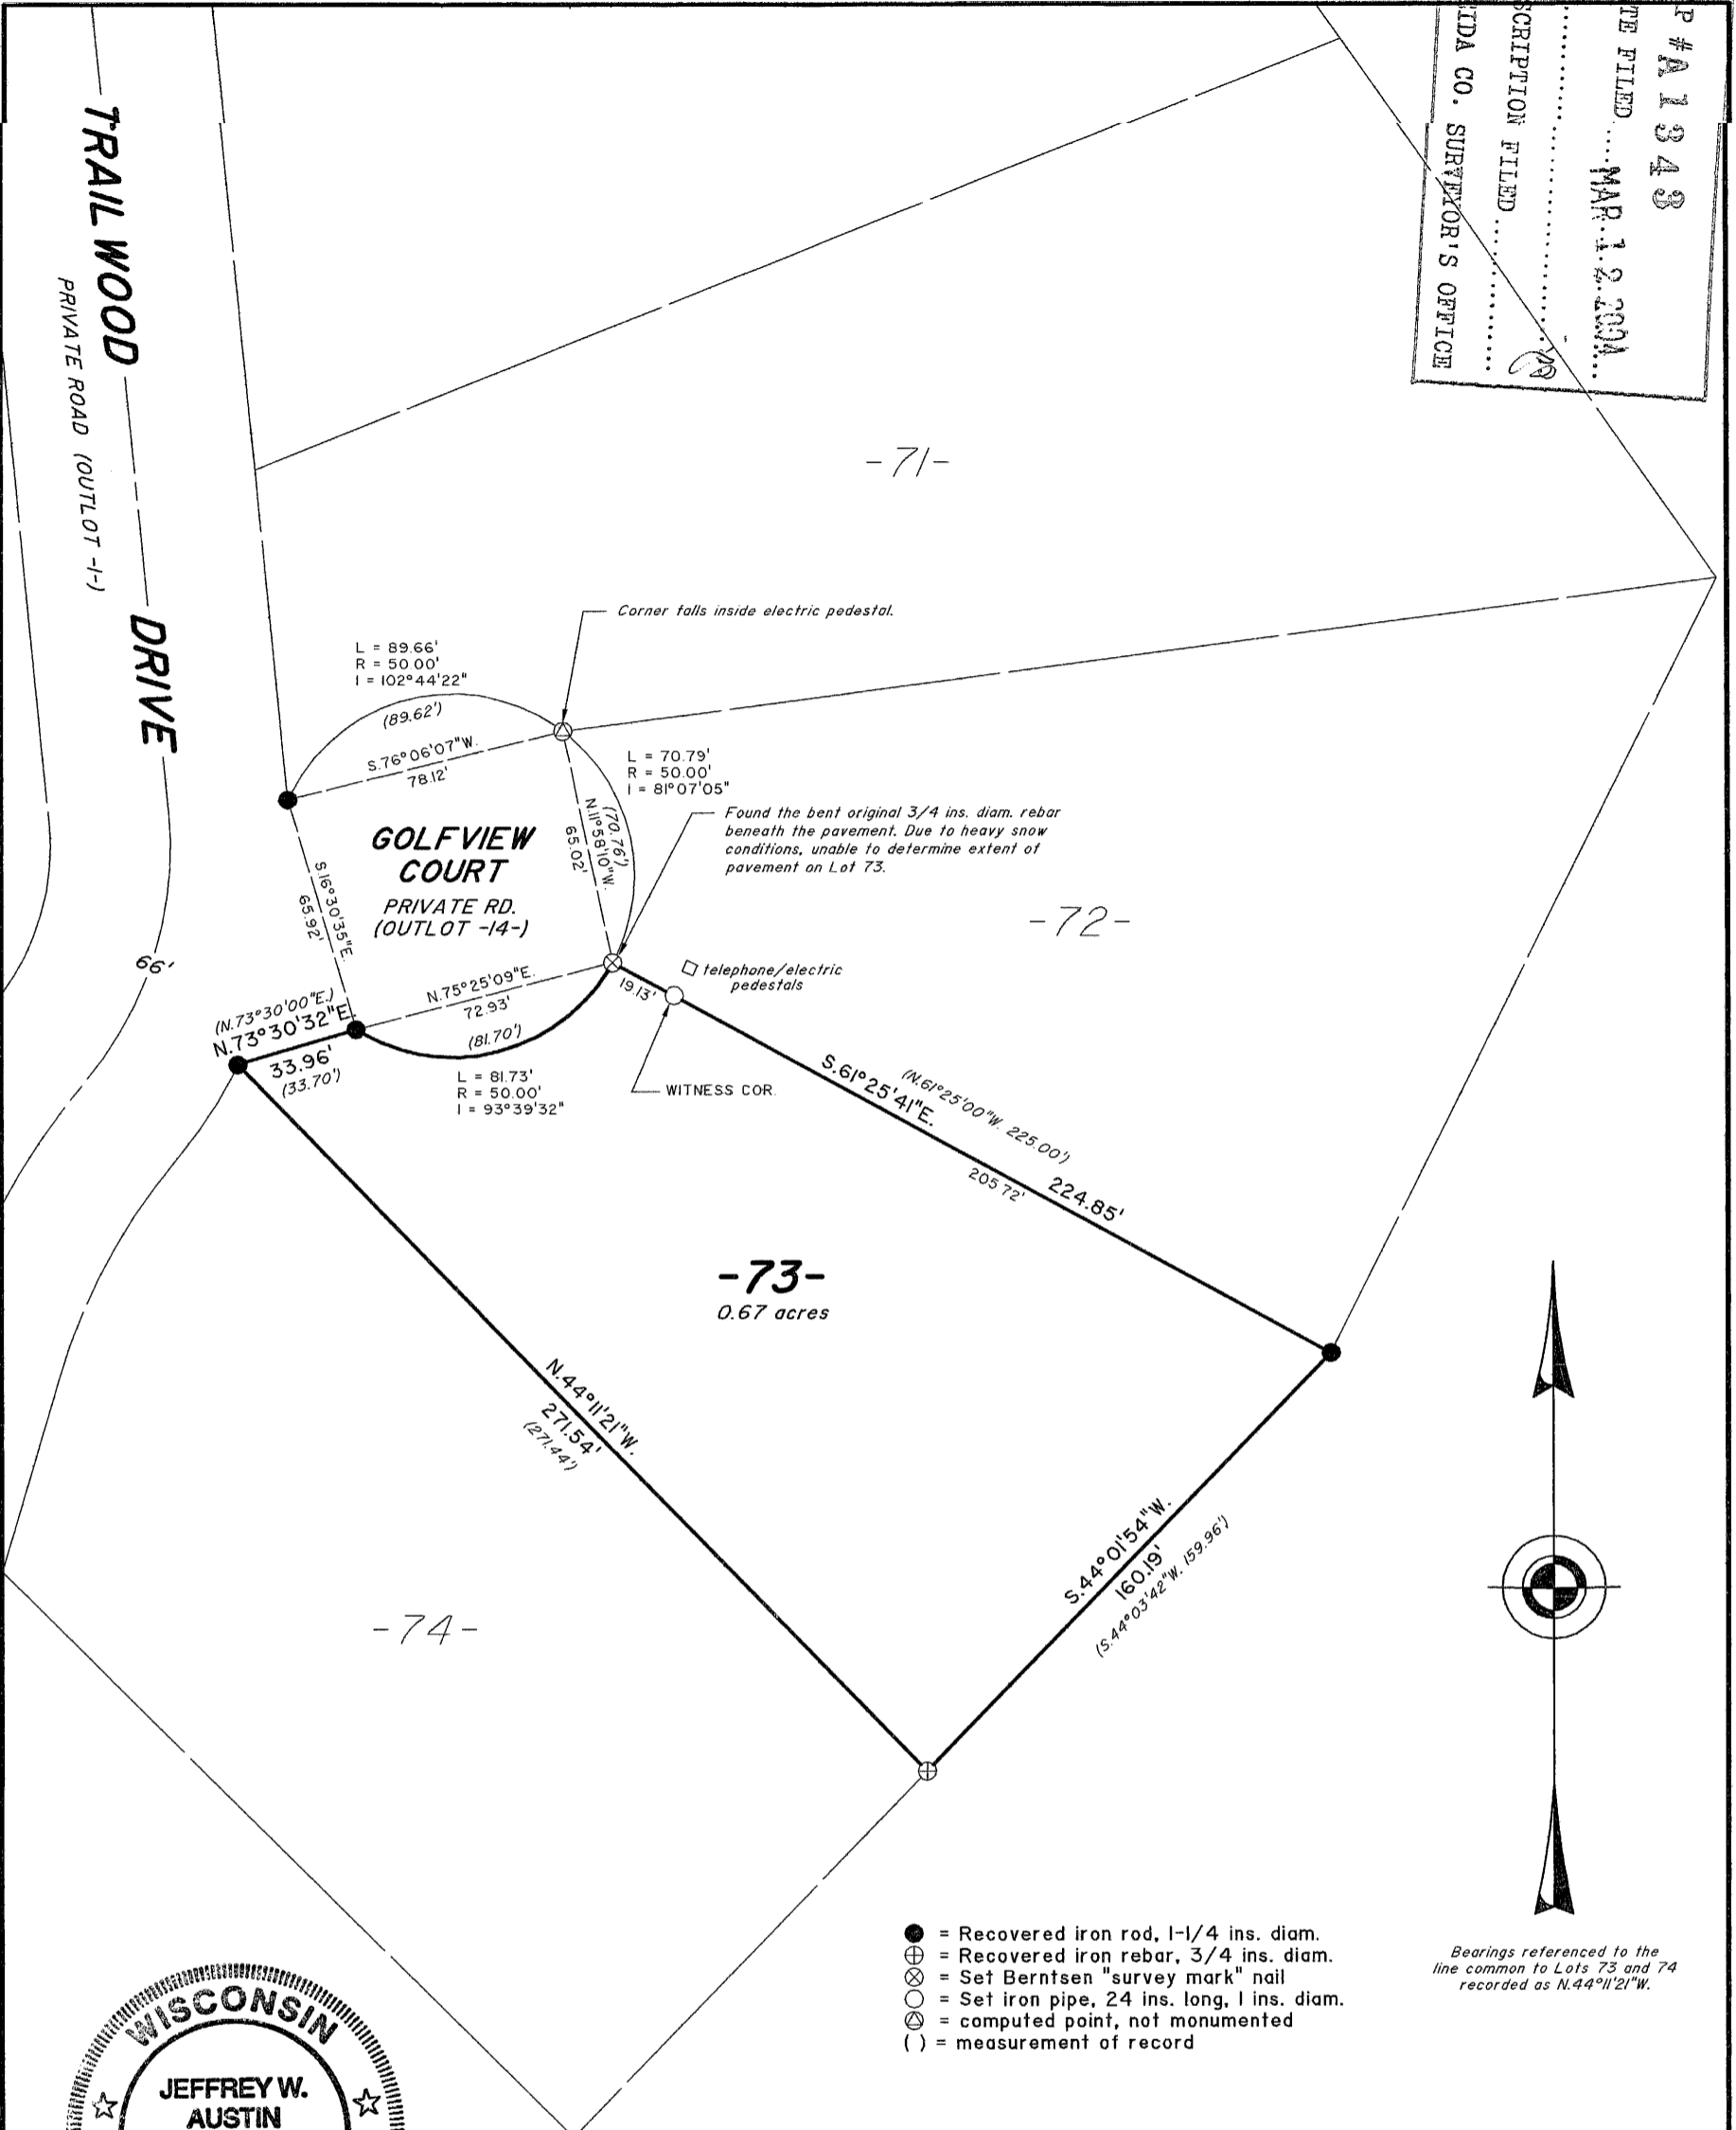 P #A 1343
TE FILED ....MAR.1.2.2004....
SCRIPTION FILED
IDA CO. SURVEYOR'S OFFICE
TRAILWOOD DRIVE
PRIVATE ROAD (OUTLOT -1-)
-71-
Corner falls inside electric pedestal.
L = 89.66'
R = 50.00'
I = 102°44'22"
(89.62')
S.76°06'07"W.
78.12'
L = 70.79'
R = 50.00'
I = 81°07'05"
(70.76')
N.11°58'10"W.
65.02'
Found the bent original 3/4 ins. diam. rebar
beneath the pavement. Due to heavy snow
conditions, unable to determine extent of
pavement on Lot 73.
GOLFVIEW
COURT
PRIVATE RD.
(OUTLOT -14-)
S.16°30'35"E.
65.92'
-72-
66'
telephone/electric
pedestals
19.13'
N.75°25'09"E.
72.93'
(81.70')
(N.73°30'00"E.)
N.73°30'32"E.
33.96'
(33.70')
L = 81.73'
R = 50.00'
I = 93°39'32"
WITNESS COR.
S.61°25'41"E.
(N.61°25'00"W. 225.00')
205.72'
224.85'
-73-
0.67 acres
N.44°11'21"W.
271.54'
(271.44')
S.44°01'54"W.
160.19'
(S.44°03'42"W. 159.96')
-74-
= Recovered iron rod, 1-1/4 ins. diam.
= Recovered iron rebar, 3/4 ins. diam.
= Set Berntsen "survey mark" nail
= Set iron pipe, 24 ins. long, 1 ins. diam.
= computed point, not monumented
( ) = measurement of record
Bearings referenced to the
line common to Lots 73 and 74
recorded as N.44°11'21"W.
WISCONSIN
JEFFREY W.
AUSTIN